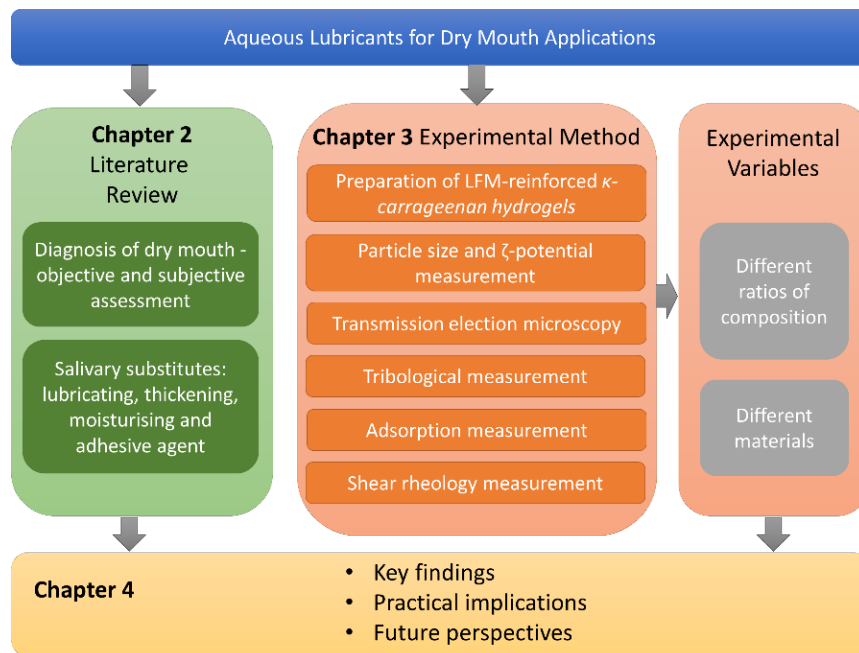 Aqueous Lubricants for Dry Mouth Applications
Chapter 2
Literature
Review
Diagnosis of dry mouth -
objective and subjective
assessment
Salivary substitutes:
lubricating, thickening,
moisturising and
adhesive agent
Chapter 3 Experimental Method
Preparation of LFM-reinforced κ-
carrageenan hydrogels
Particle size and ζ-potential
measurement
Transmission election microscopy
Tribological measurement
Adsorption measurement
Shear rheology measurement
Experimental
Variables
Different
ratios of
composition
Different
materials
Chapter 4
• Key findings
• Practical implications
• Future perspectives